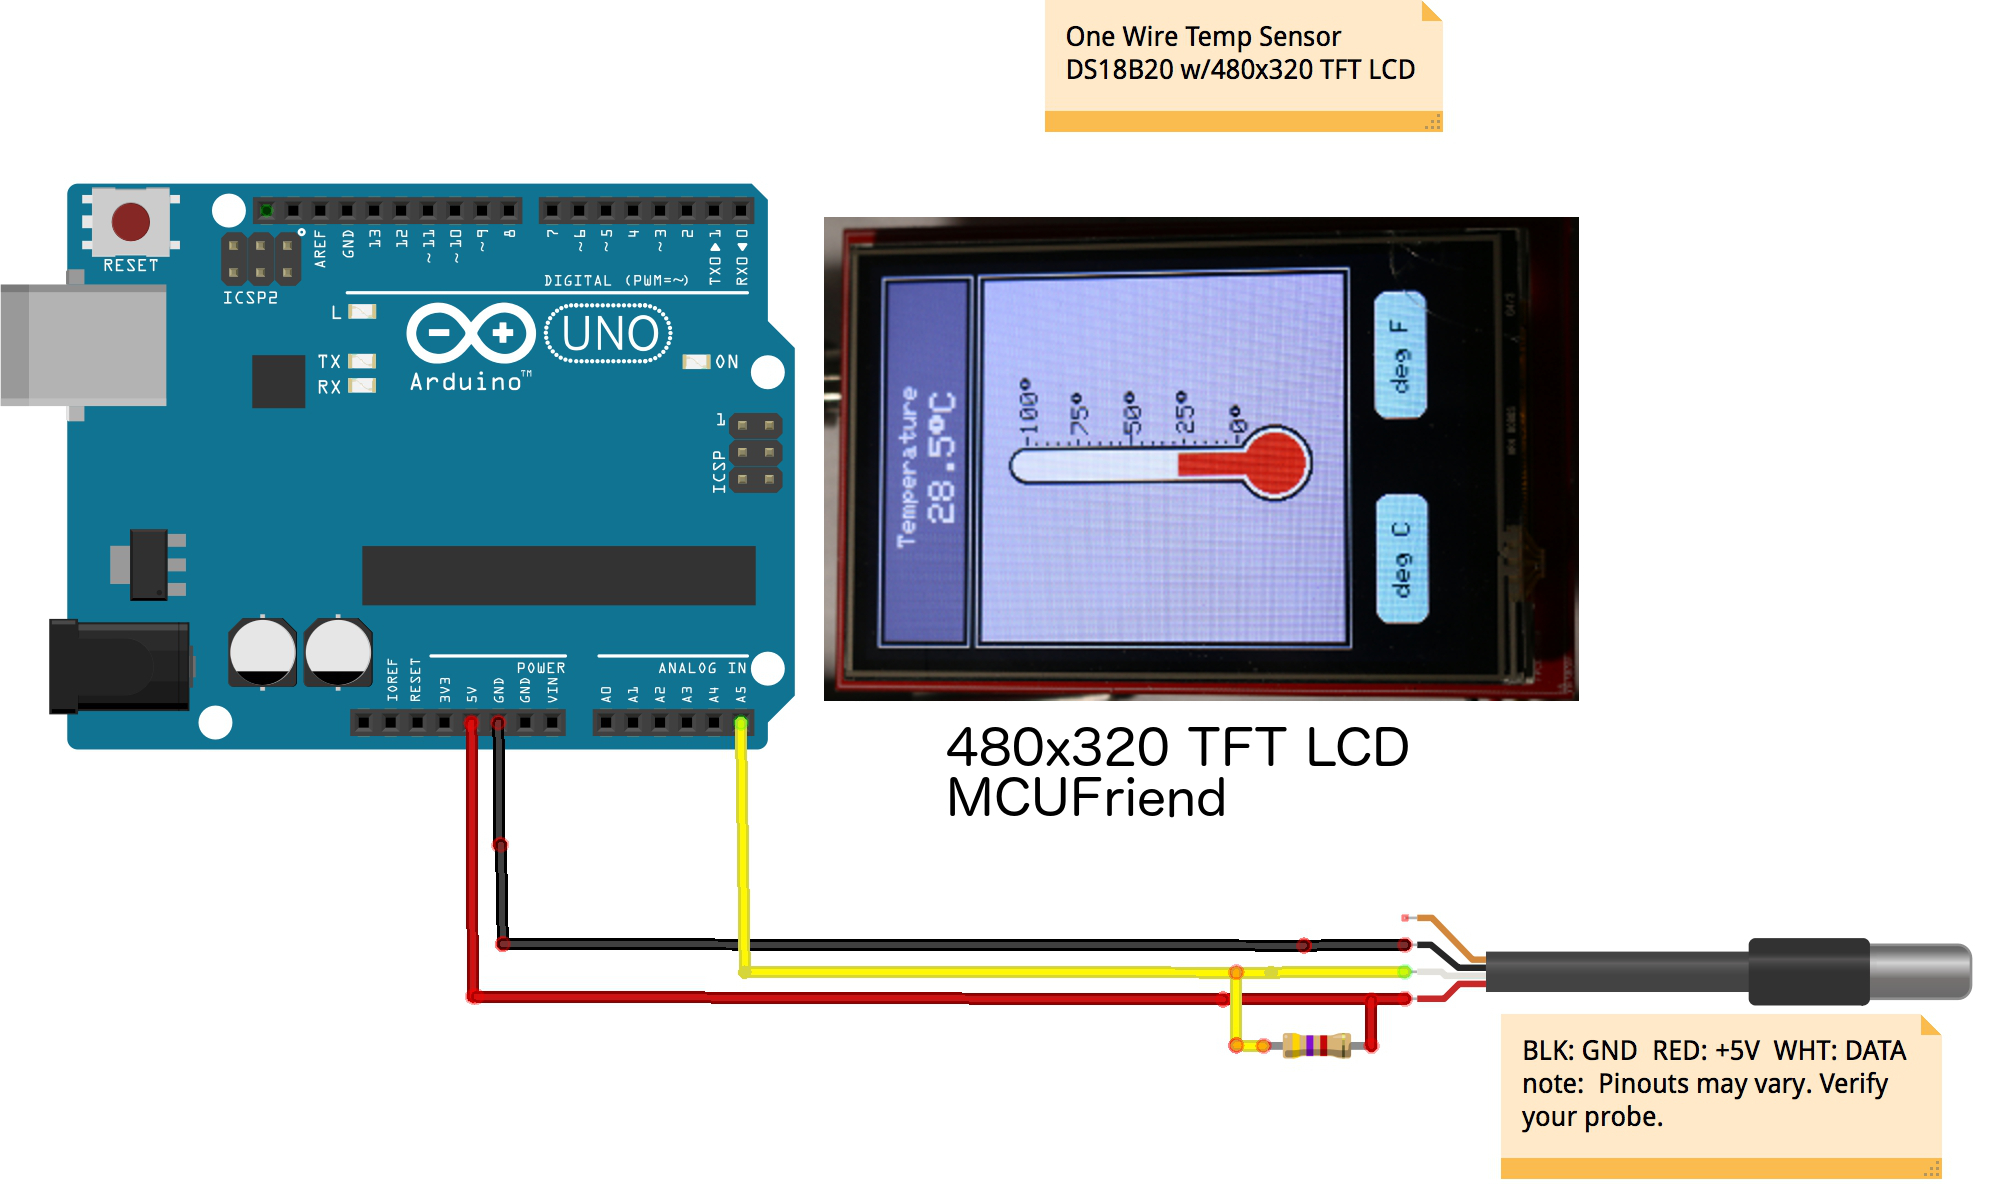 One Wire Temp Sensor
DS18B20 w/480x320 TFT LCD
RESET
ICSP2
AREF
GND
13
12
~11
~10
~9
8
7
~6
~5
4
~3
2
TX0▶1
RX0◀0
DIGITAL (PWM=~)
L
TX
RX
UNO
Arduino™
ON
1
ICSP
IOREF
RESET
3V3
5V
GND
GND
VIN
POWER
A0
A1
A2
A3
A4
A5
ANALOG IN
Temperature
28.5°C
100°
75°
50°
25°
0°
deg F
deg C
480x320 TFT LCD
MCUFriend
BLK: GND  RED: +5V  WHT: DATA
note:  Pinouts may vary. Verify
your probe.